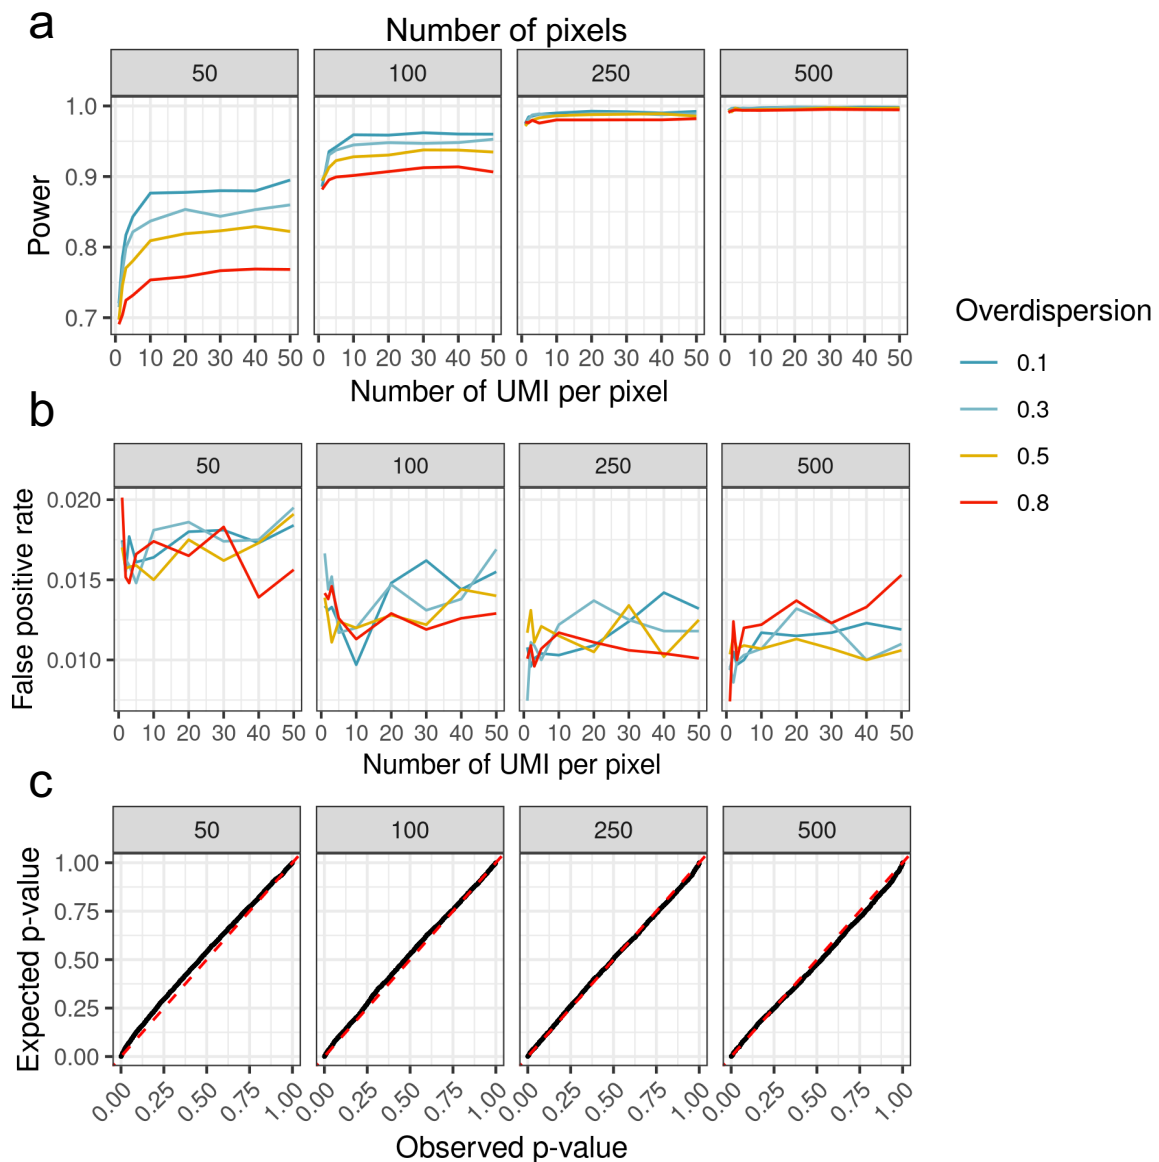 a
Number of pixels
50 100 250 500
1.0
0.9
0.8
0.7
Power
0 10 20 30 40 50 0 10 20 30 40 50 0 10 20 30 40 50 0 10 20 30 40 50
Number of UMI per pixel
Overdispersion
0.1
0.3
0.5
0.8
b
50 100 250 500
0.020
0.015
0.010
False positive rate
0 10 20 30 40 50 0 10 20 30 40 50 0 10 20 30 40 50 0 10 20 30 40 50
Number of UMI per pixel
c
50 100 250 500
1.00
0.75
0.50
0.25
0.00
Expected p-value
0.00 0.25 0.50 0.75 1.00 0.00 0.25 0.50 0.75 1.00 0.00 0.25 0.50 0.75 1.00 0.00 0.25 0.50 0.75 1.00
Observed p-value